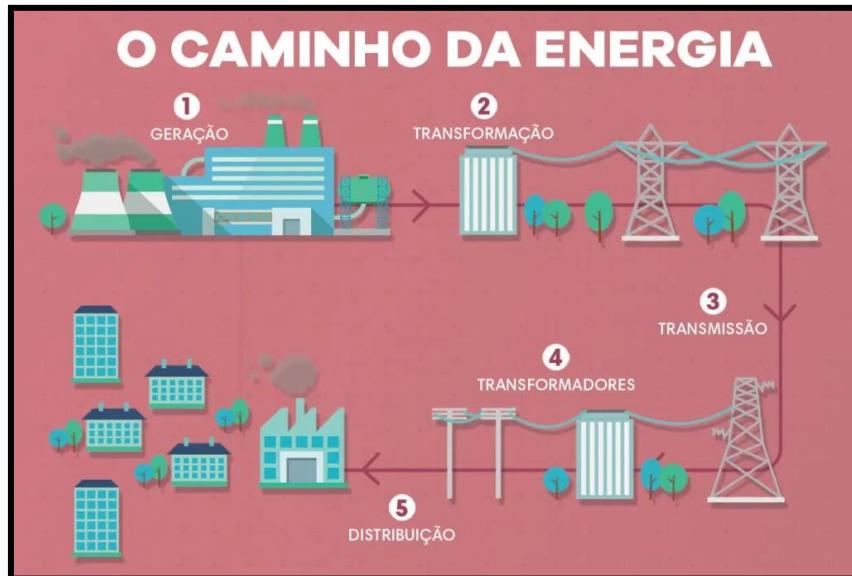 O CAMINHO DA ENERGIA
1
GERAÇÃO
2
TRANSFORMAÇÃO
3
TRANSMISSÃO
4
TRANSFORMADORES
5
DISTRIBUIÇÃO